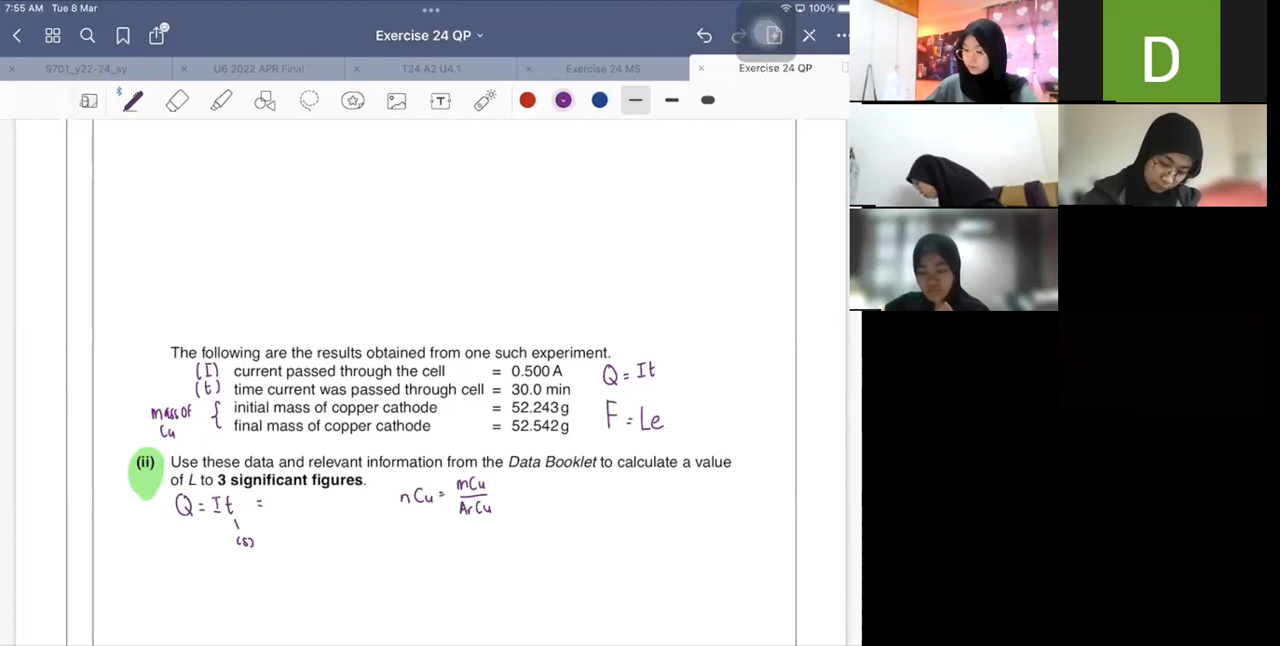 7:55 AM Tue 8 Mar
100%
Exercise 24 QP
9701_y22-24_sy
U6 2022 APR Final
T24 A2 U4.1
Exercise 24 MS
Exercise 24 QP
T
D
The following are the results obtained from one such experiment.
(I) current passed through the cell = 0.500 A Q = It
(t) time current was passed through cell = 30.0 min
mass of Cu { initial mass of copper cathode = 52.243 g F = Le
final mass of copper cathode = 52.542 g
(ii) Use these data and relevant information from the Data Booklet to calculate a value
of L to 3 significant figures.
Q = It = nCu = mCu / ArCu
(s)